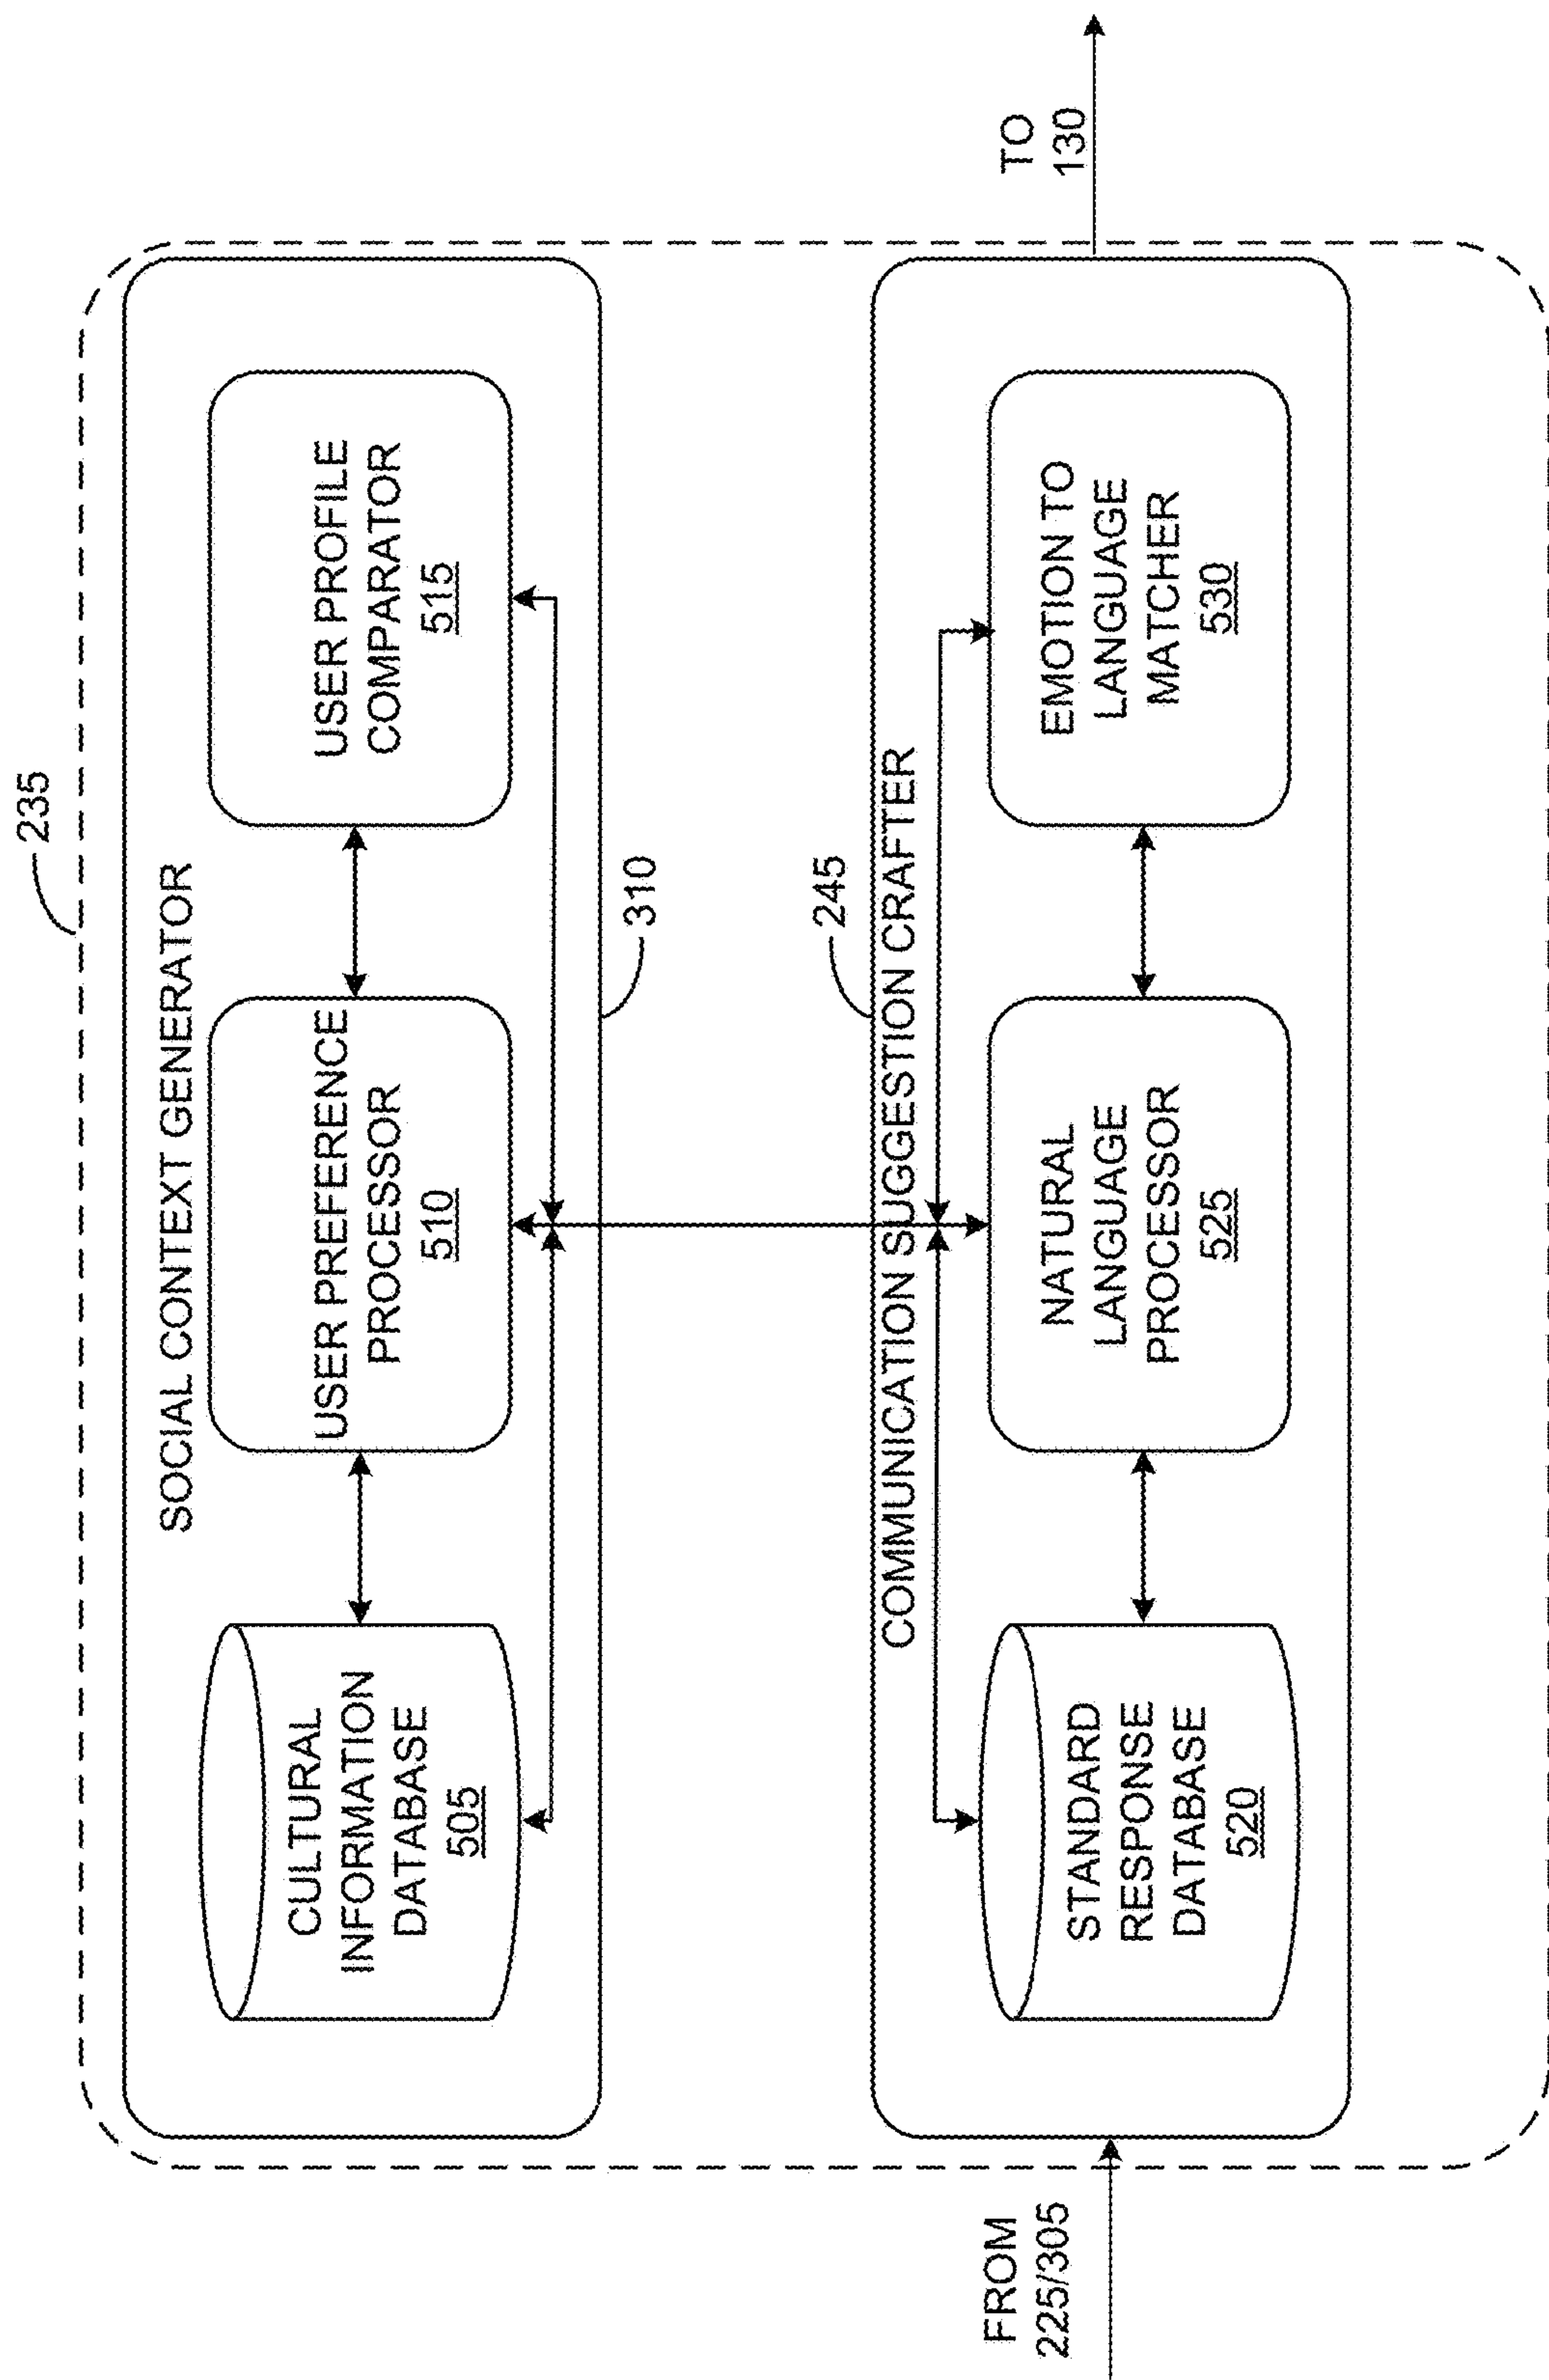 235
SOCIAL CONTEXT GENERATOR
CULTURAL
INFORMATION
DATABASE
505
USER PREFERENCE
PROCESSOR
510
USER PROFILE
COMPARATOR
515
310
245
COMMUNICATION SUGGESTION CRAFTER
STANDARD
RESPONSE
DATABASE
520
NATURAL
LANGUAGE
PROCESSOR
525
EMOTION TO
LANGUAGE
MATCHER
530
FROM
225/305
TO
130